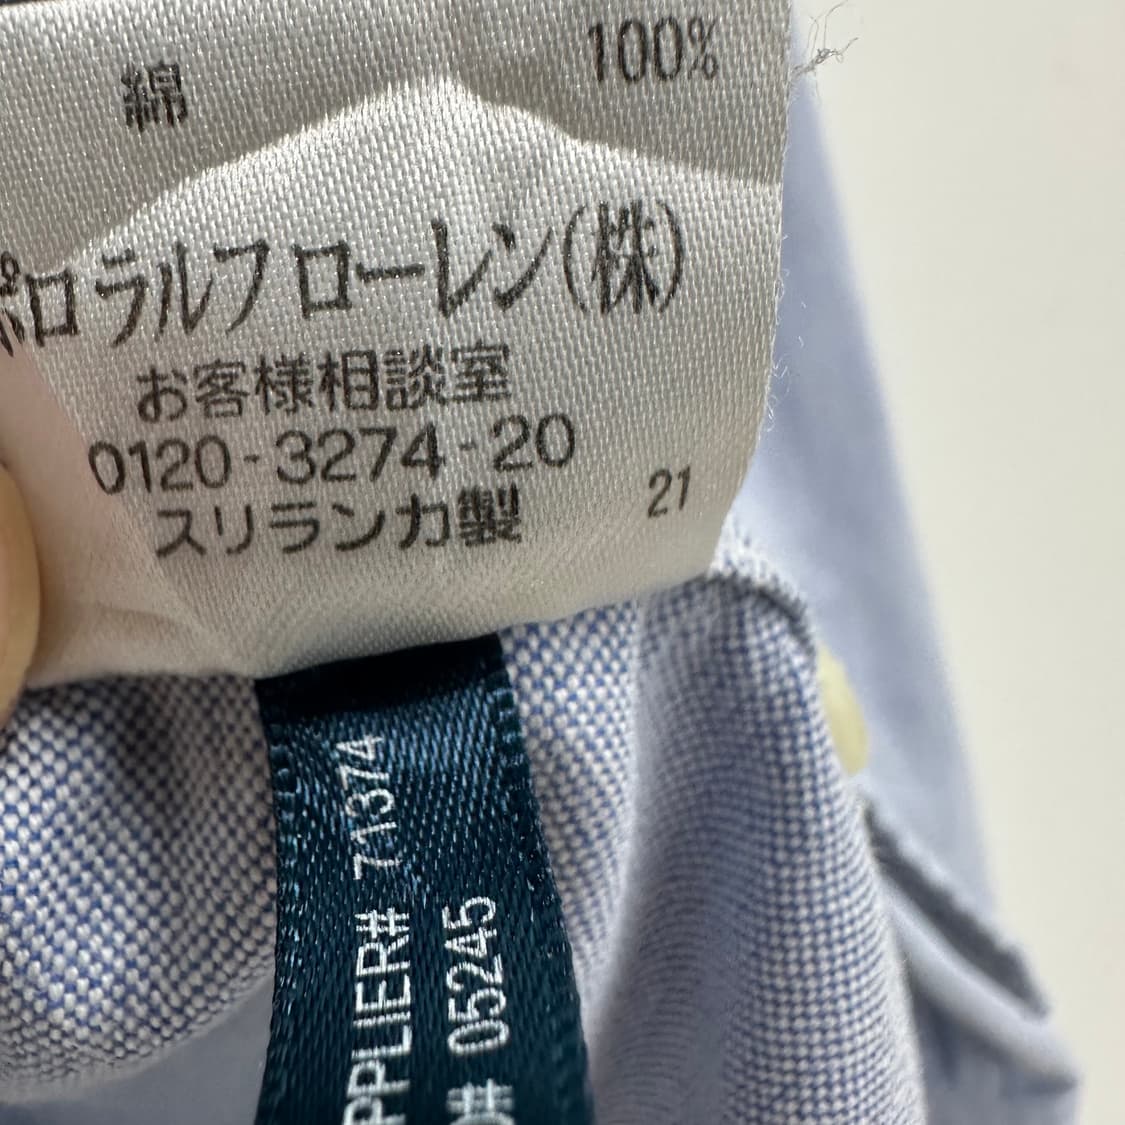 綿 100%
ポロ ラルフ ローレン(株)
お客様相談室
0120-3274-20
スリランカ製 21
PPLIER# 71374
# 05245